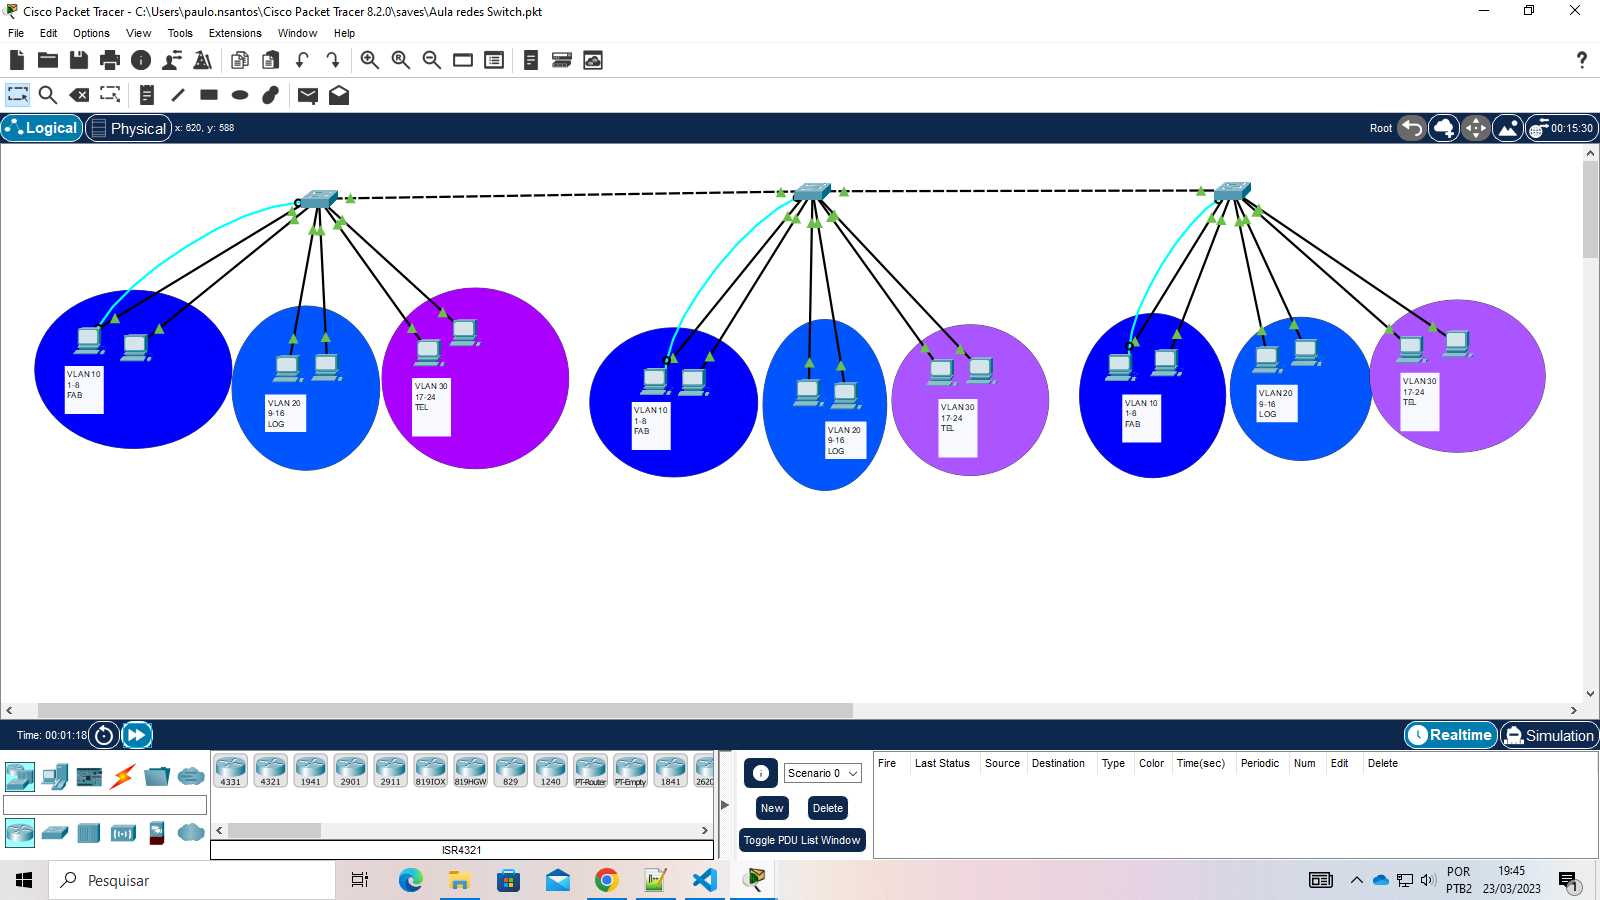 Cisco Packet Tracer - C:\Users\paulo.nsantos\Cisco Packet Tracer 8.2.0\saves\Aula redes Switch.pkt
File Edit Options View Tools Extensions Window Help
?
Logical Physical x: 620, y: 588 Root 00:15:30
VLAN 10
1-8
FAB
VLAN 20
9-16
LOG
VLAN 30
17-24
TEL
VLAN 10
1-8
FAB
VLAN 20
9-16
LOG
VLAN 30
17-24
TEL
VLAN 10
1-8
FAB
VLAN 20
9-16
LOG
VLAN 30
17-24
TEL
Time: 00:01:18 Realtime Simulation
4331 4321 1941 2901 2911 819IOX 819HGW 829 1240 PT-Router PT-Empty 1841 2620
ISR4321
Scenario 0
New Delete
Toggle PDU List Window
Fire Last Status Source Destination Type Color Time(sec) Periodic Num Edit Delete
Pesquisar
POR
PTB2
19:45
23/03/2023
1